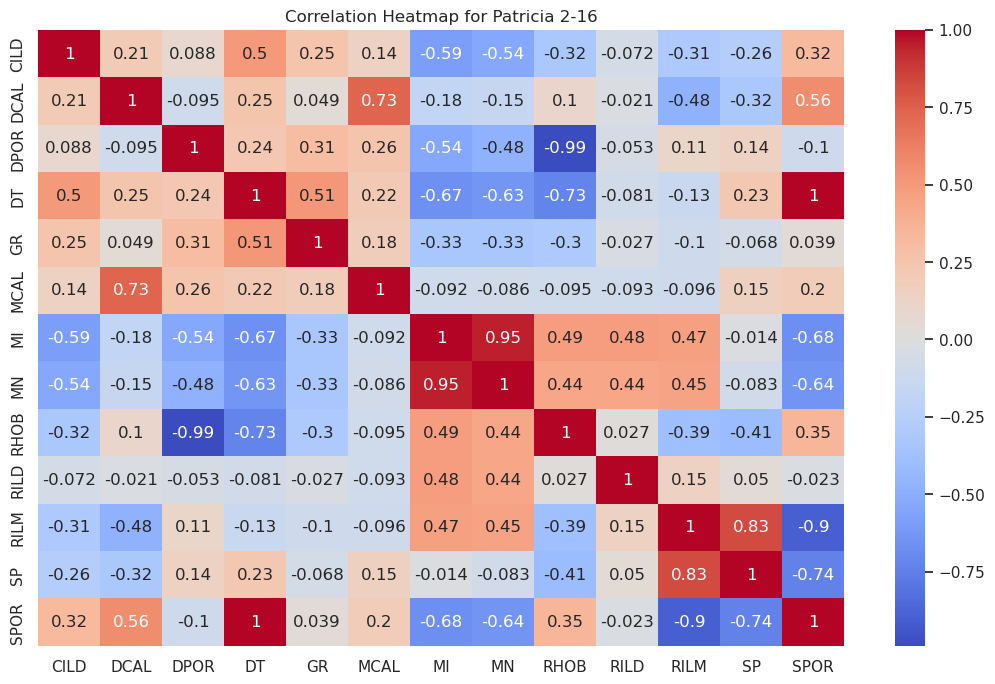 Correlation Heatmap for Patricia 2-16
CILD 1 0.21 0.088 0.5 0.25 0.14 -0.59 -0.54 -0.32 -0.072 -0.31 -0.26 0.32
DCAL 0.21 1 -0.095 0.25 0.049 0.73 -0.18 -0.15 0.1 -0.021 -0.48 -0.32 0.56
DPOR 0.088 -0.095 1 0.24 0.31 0.26 -0.54 -0.48 -0.99 -0.053 0.11 0.14 -0.1
DT 0.5 0.25 0.24 1 0.51 0.22 -0.67 -0.63 -0.73 -0.081 -0.13 0.23 1
GR 0.25 0.049 0.31 0.51 1 0.18 -0.33 -0.33 -0.3 -0.027 -0.1 -0.068 0.039
MCAL 0.14 0.73 0.26 0.22 0.18 1 -0.092 -0.086 -0.095 -0.093 -0.096 0.15 0.2
MI -0.59 -0.18 -0.54 -0.67 -0.33 -0.092 1 0.95 0.49 0.48 0.47 -0.014 -0.68
MN -0.54 -0.15 -0.48 -0.63 -0.33 -0.086 0.95 1 0.44 0.44 0.45 -0.083 -0.64
RHOB -0.32 0.1 -0.99 -0.73 -0.3 -0.095 0.49 0.44 1 0.027 -0.39 -0.41 0.35
RILD -0.072 -0.021 -0.053 -0.081 -0.027 -0.093 0.48 0.44 0.027 1 0.15 0.05 -0.023
RILM -0.31 -0.48 0.11 -0.13 -0.1 -0.096 0.47 0.45 -0.39 0.15 1 0.83 -0.9
SP -0.26 -0.32 0.14 0.23 -0.068 0.15 -0.014 -0.083 -0.41 0.05 0.83 1 -0.74
SPOR 0.32 0.56 -0.1 1 0.039 0.2 -0.68 -0.64 0.35 -0.023 -0.9 -0.74 1
CILD DCAL DPOR DT GR MCAL MI MN RHOB RILD RILM SP SPOR
1.00
0.75
0.50
0.25
0.00
−0.25
−0.50
−0.75